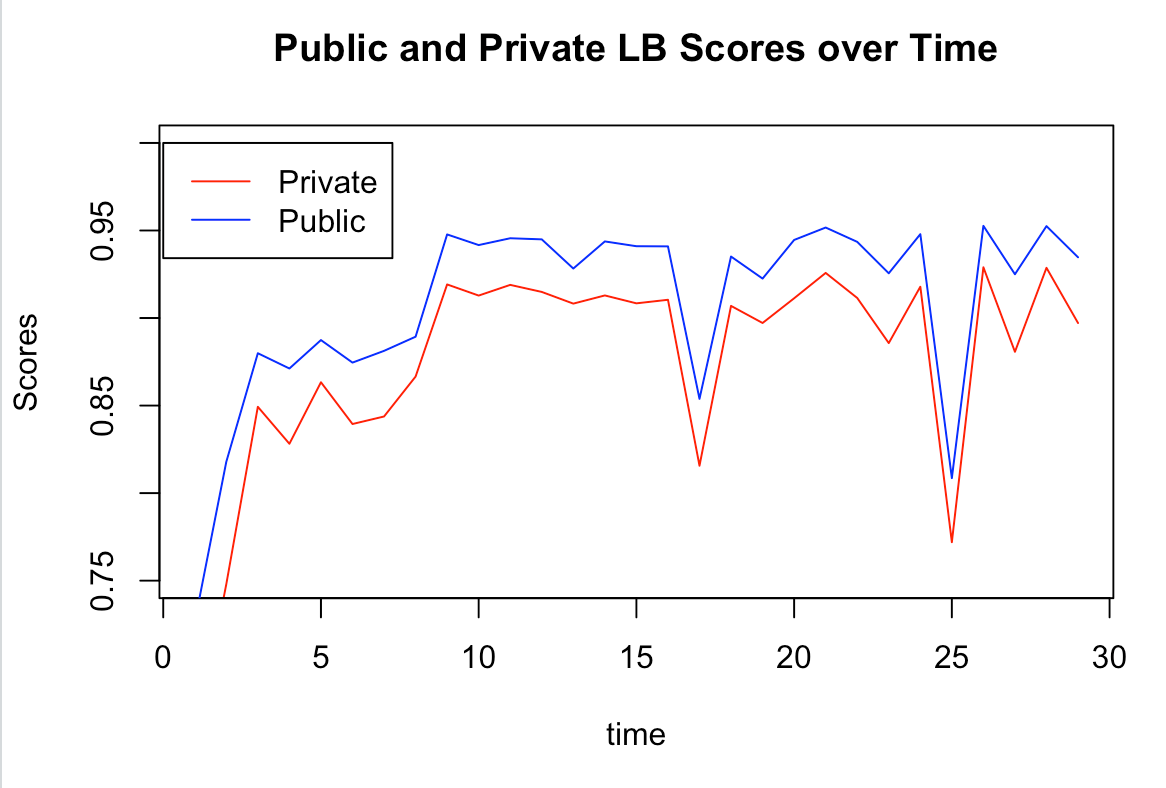 Public and Private LB Scores over Time
Private
Public
Scores
0.95
0.85
0.75
0 5 10 15 20 25 30
time